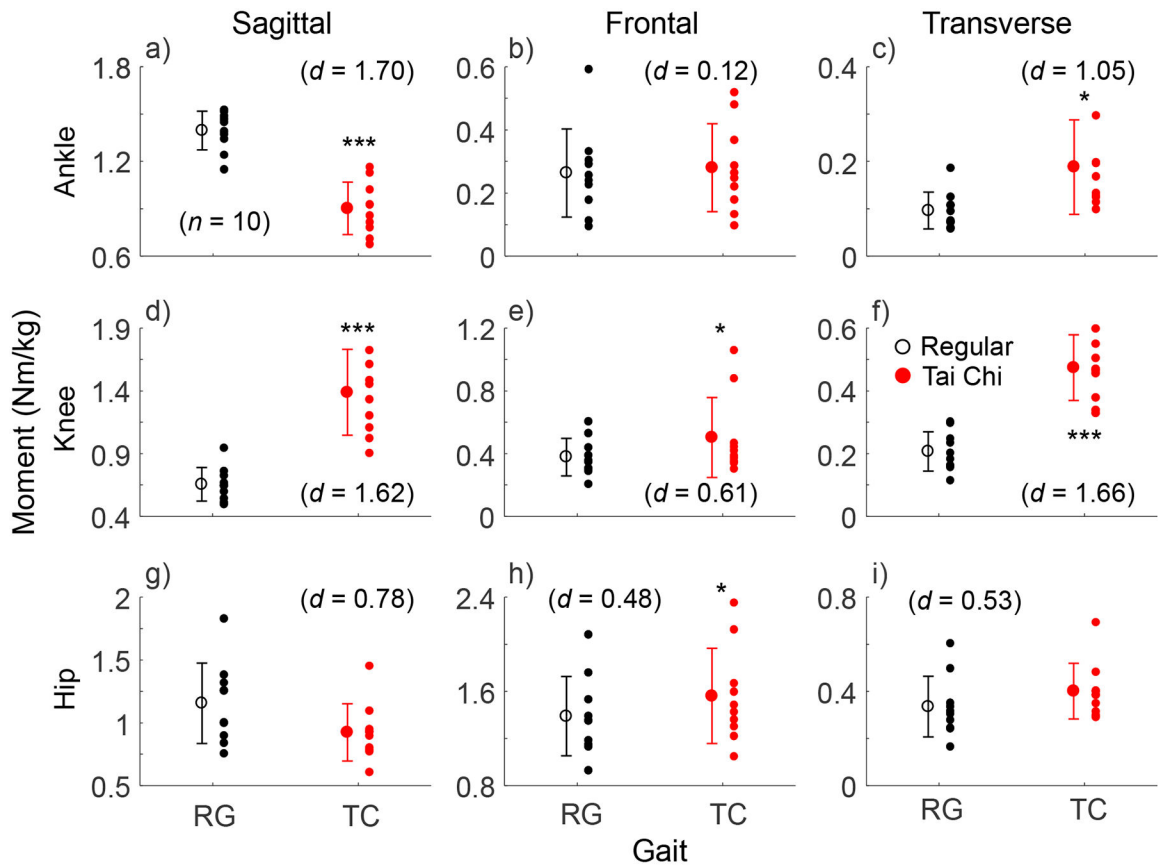 Sagittal Frontal Transverse
a) b) c)
(d = 1.70) (d = 0.12) (d = 1.05)
1.8 0.6 0.4
*
***
0.4
Ankle 1.2 0.2
(n = 10) 0.2
0.6 0 0
Moment (Nm/kg)
d) e) f)
1.9 *** 1.2 * 0.6
Regular
1.4 0.8 0.4 Tai Chi
Knee
0.9 0.4 0.2 ***
(d = 1.62) (d = 0.61) (d = 1.66)
0.4 0 0
g) h) i)
2 (d = 0.78) 2.4 (d = 0.48) * 0.8 (d = 0.53)
1.5
Hip 1.6 0.4
1
0.5 0.8 0
RG TC RG TC RG TC
Gait